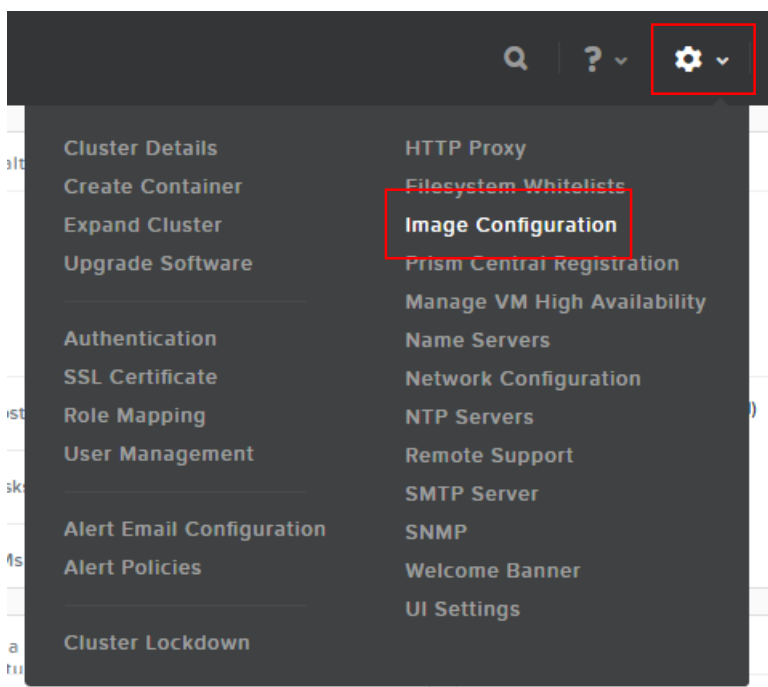 ?
Cluster Details
Create Container
Expand Cluster
Upgrade Software
Authentication
SSL Certificate
Role Mapping
User Management
Alert Email Configuration
Alert Policies
Cluster Lockdown
HTTP Proxy
Filesystem Whitelists
Image Configuration
Prism Central Registration
Manage VM High Availability
Name Servers
Network Configuration
NTP Servers
Remote Support
SMTP Server
SNMP
Welcome Banner
UI Settings